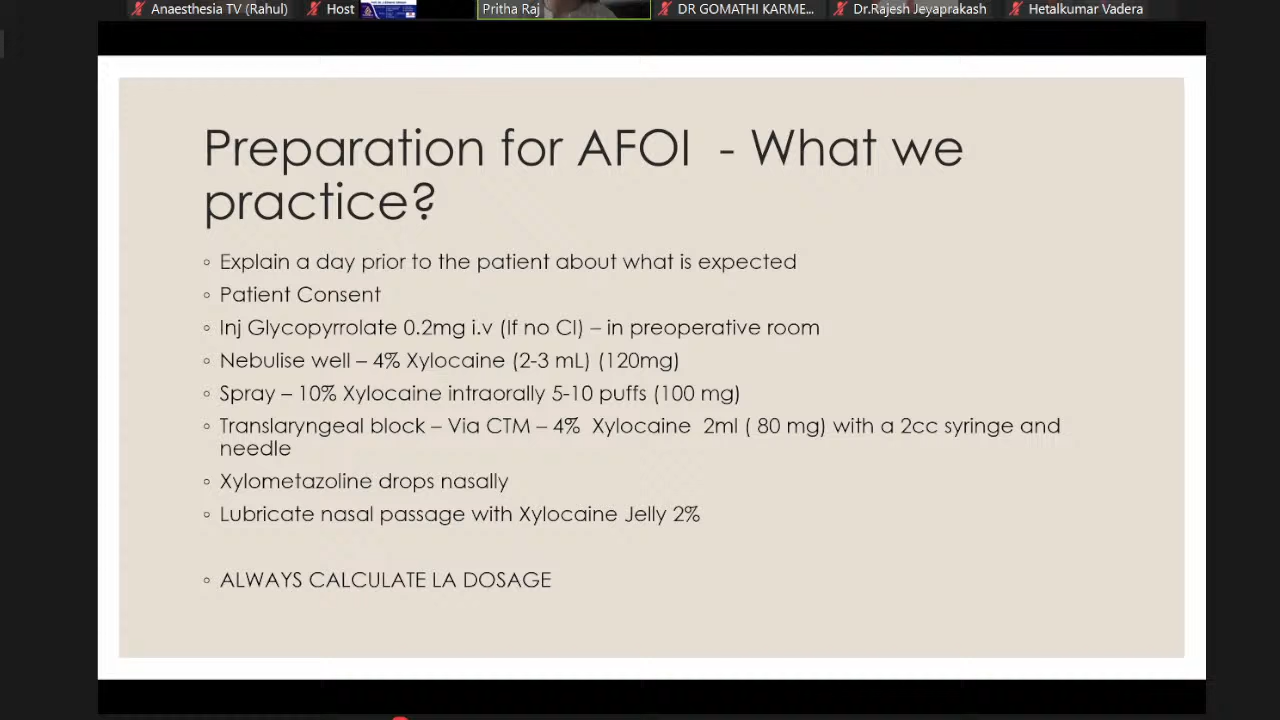 Anaesthesia TV (Rahul) Host Pritha Raj DR GOMATHI KARME... Dr.Rajesh Jeyaprakash Hetalkumar Vadera
Preparation for AFOI - What we
practice?
◦ Explain a day prior to the patient about what is expected
◦ Patient Consent
◦ Inj Glycopyrrolate 0.2mg i.v (If no CI) – in preoperative room
◦ Nebulise well – 4% Xylocaine (2-3 mL) (120mg)
◦ Spray – 10% Xylocaine intraorally 5-10 puffs (100 mg)
◦ Translaryngeal block – Via CTM – 4% Xylocaine 2ml ( 80 mg) with a 2cc syringe and
needle
◦ Xylometazoline drops nasally
◦ Lubricate nasal passage with Xylocaine Jelly 2%
◦ ALWAYS CALCULATE LA DOSAGE